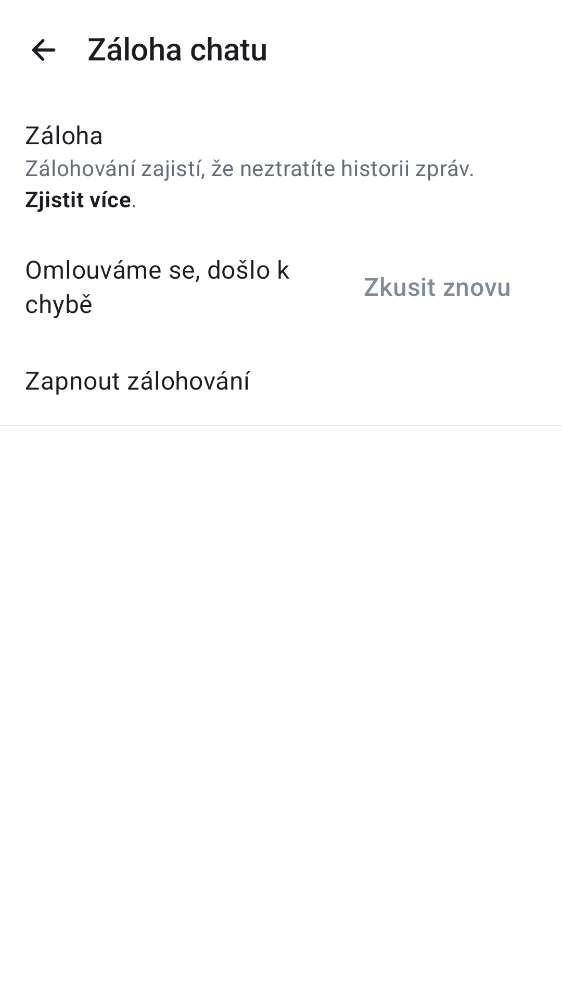 Záloha chatu
Záloha
Zálohování zajistí, že neztratíte historii zpráv.
Zjistit více.
Omlouváme se, došlo k
chybě
Zkusit znovu
Zapnout zálohování